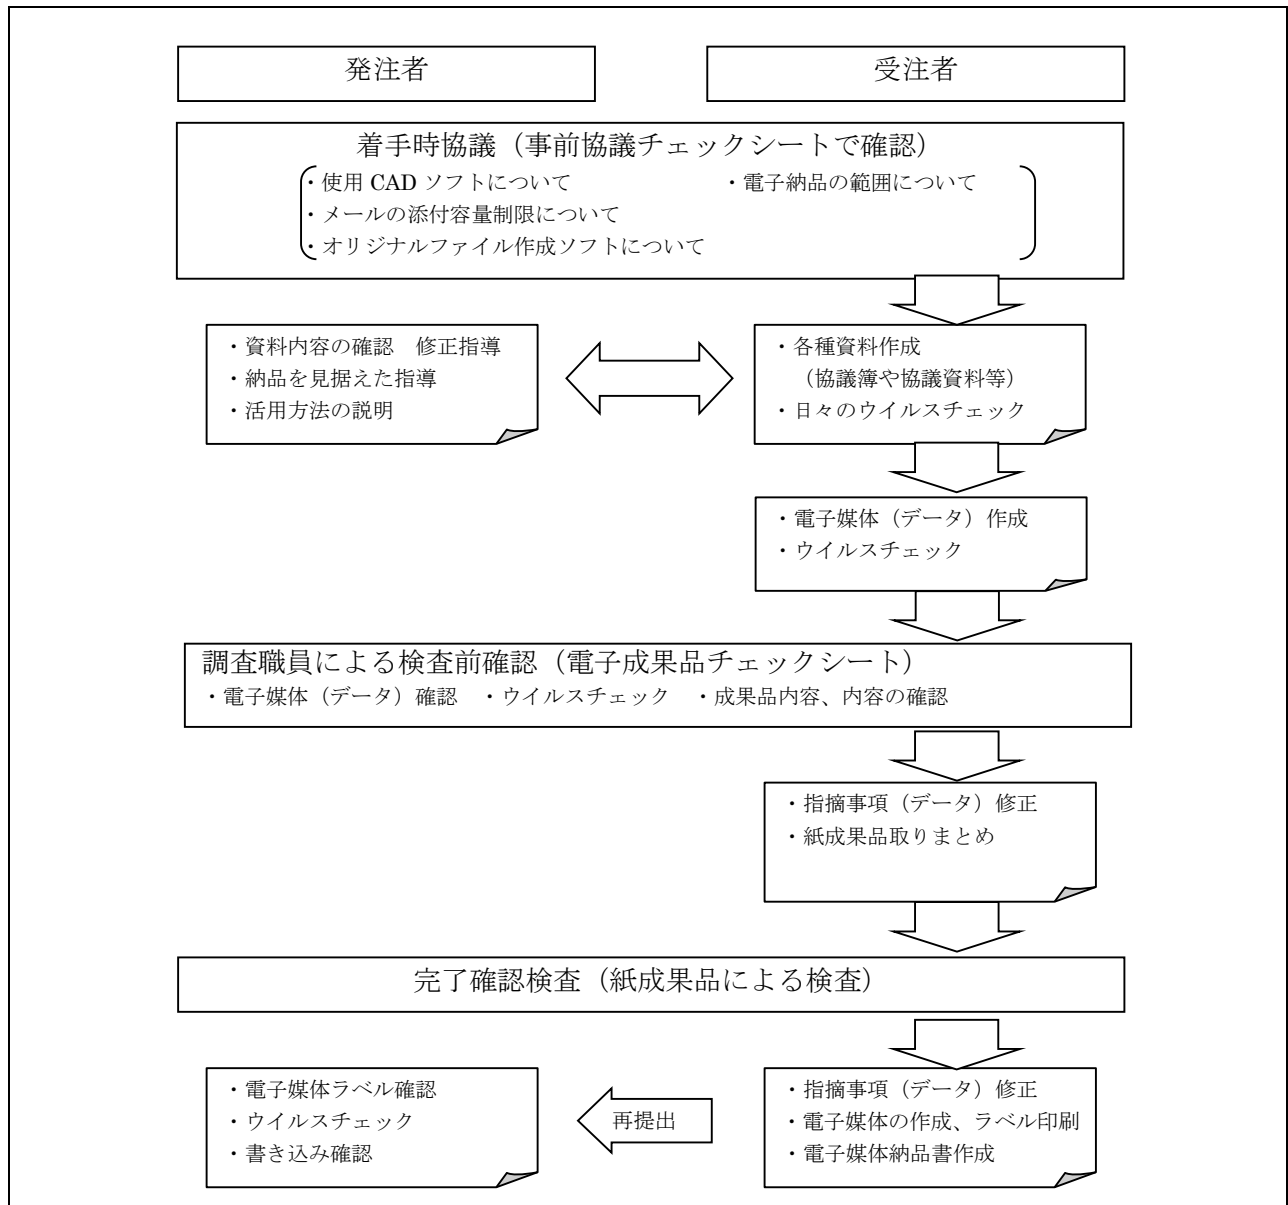 発注者
受注者
着手時協議（事前協議チェックシートで確認）
・使用 CAD ソフトについて
・電子納品の範囲について
・メールの添付容量制限について
・オリジナルファイル作成ソフトについて
・資料内容の確認　修正指導
・納品を見据えた指導
・活用方法の説明
・各種資料作成
（協議簿や協議資料等）
・日々のウイルスチェック
・電子媒体（データ）作成
・ウイルスチェック
調査職員による検査前確認（電子成果品チェックシート）
・電子媒体（データ）確認　・ウイルスチェック　・成果品内容、内容の確認
・指摘事項（データ）修正
・紙成果品取りまとめ
完了確認検査（紙成果品による検査）
・電子媒体ラベル確認
・ウイルスチェック
・書き込み確認
再提出
・指摘事項（データ）修正
・電子媒体の作成、ラベル印刷
・電子媒体納品書作成